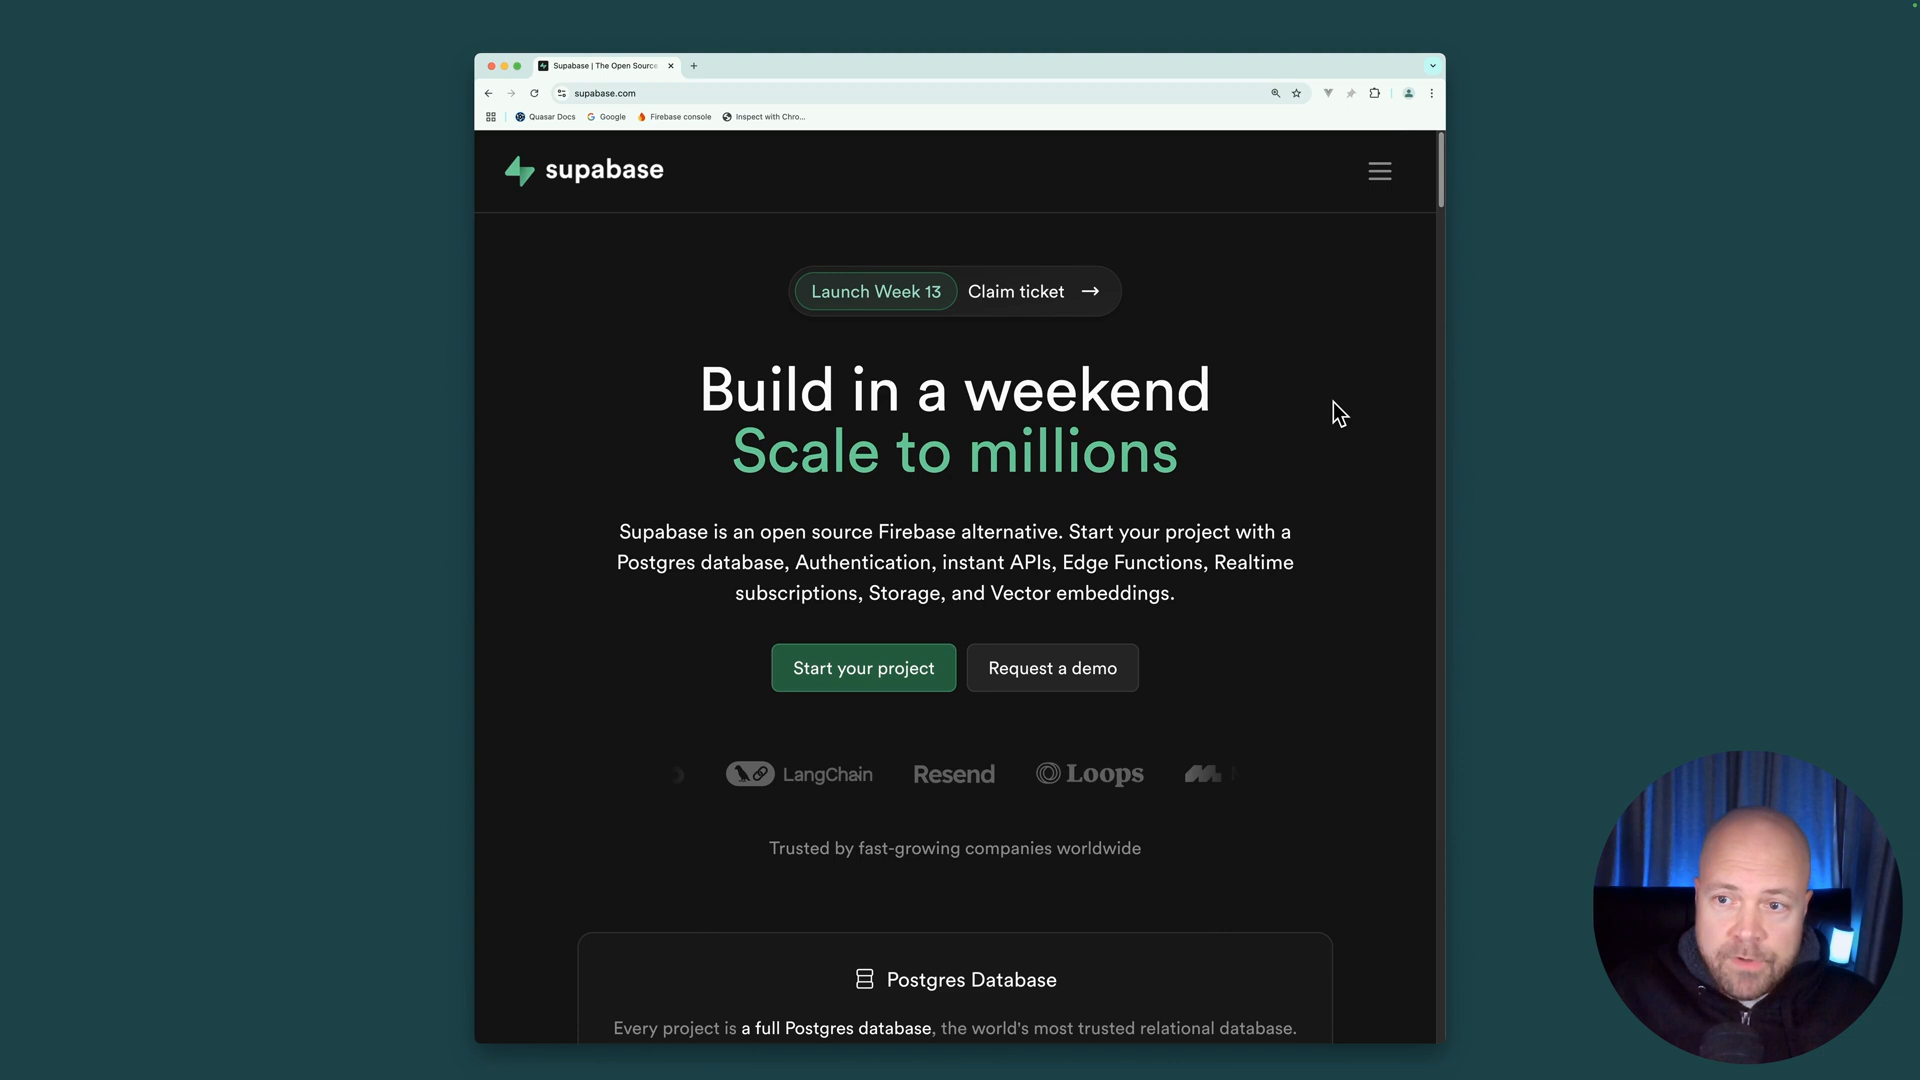 Supabase | The Open Source
supabase.com
Quasar Docs
Google
Firebase console
Inspect with Chro...
supabase
Launch Week 13
Claim ticket
Build in a weekend
Scale to millions
Supabase is an open source Firebase alternative. Start your project with a
Postgres database, Authentication, instant APIs, Edge Functions, Realtime
subscriptions, Storage, and Vector embeddings.
Start your project
Request a demo
LangChain
Resend
Loops
Trusted by fast-growing companies worldwide
Postgres Database
Every project is a full Postgres database, the world's most trusted relational database.